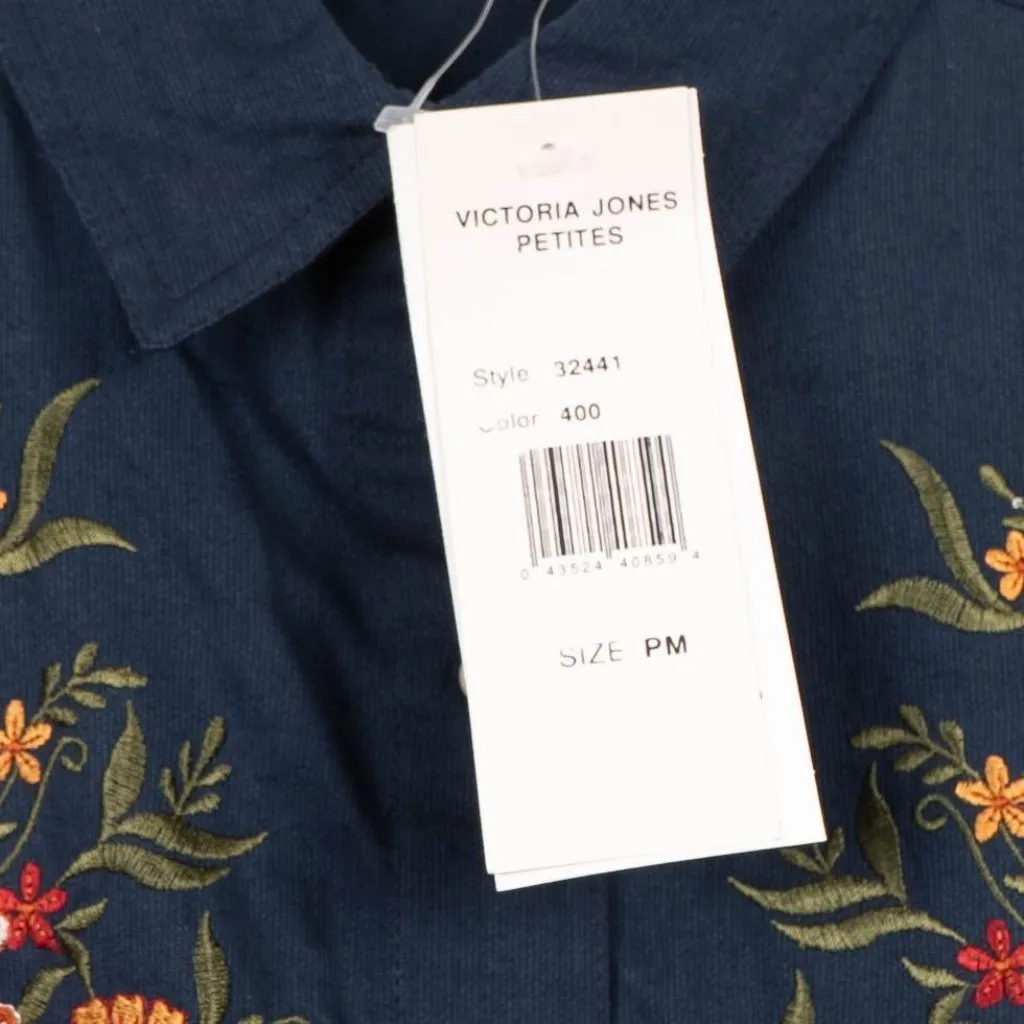 VICTORIA JONES
PETITES
Style 32441
Color 400
0 43524 40859 4
SIZE PM